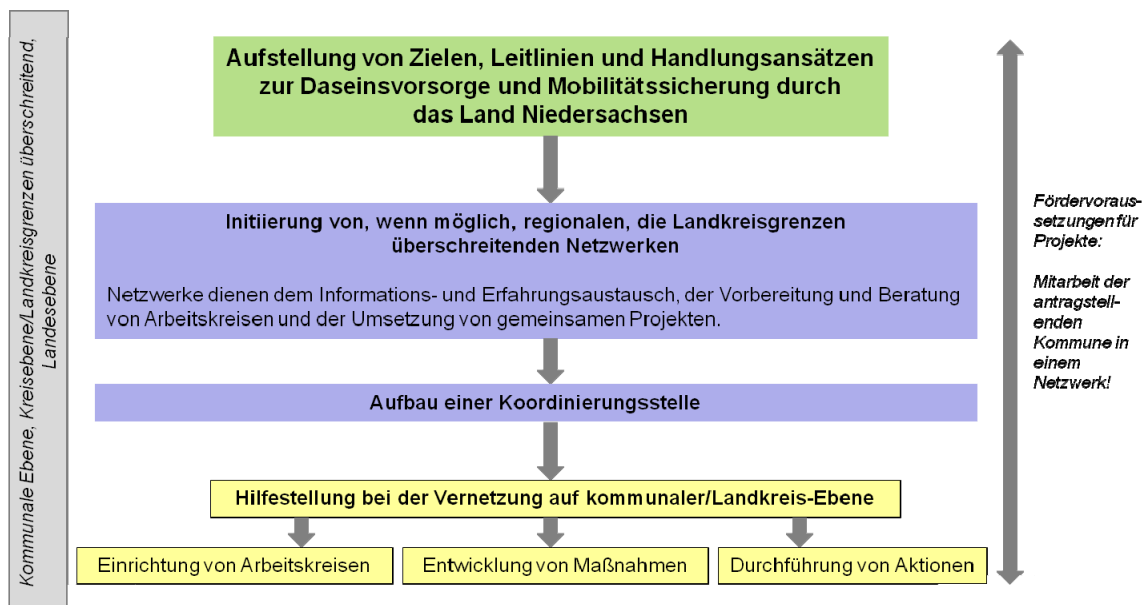 Kommunale Ebene, Kreisebene/Landkreisgrenzen überschreitend,
Landesebene
Aufstellung von Zielen, Leitlinien und Handlungsansätzen
zur Daseinsvorsorge und Mobilitätssicherung durch
das Land Niedersachsen
Initiierung von, wenn möglich, regionalen, die Landkreisgrenzen
überschreitenden Netzwerken
Netzwerke dienen dem Informations- und Erfahrungsaustausch, der Vorbereitung und Beratung
von Arbeitskreisen und der Umsetzung von gemeinsamen Projekten.
Aufbau einer Koordinierungsstelle
Hilfestellung bei der Vernetzung auf kommunaler/Landkreis-Ebene
Einrichtung von Arbeitskreisen
Entwicklung von Maßnahmen
Durchführung von Aktionen
Fördervoraus-
setzungen für
Projekte:
Mitarbeit der
antragstell-
enden
Kommune in
einem
Netzwerk!